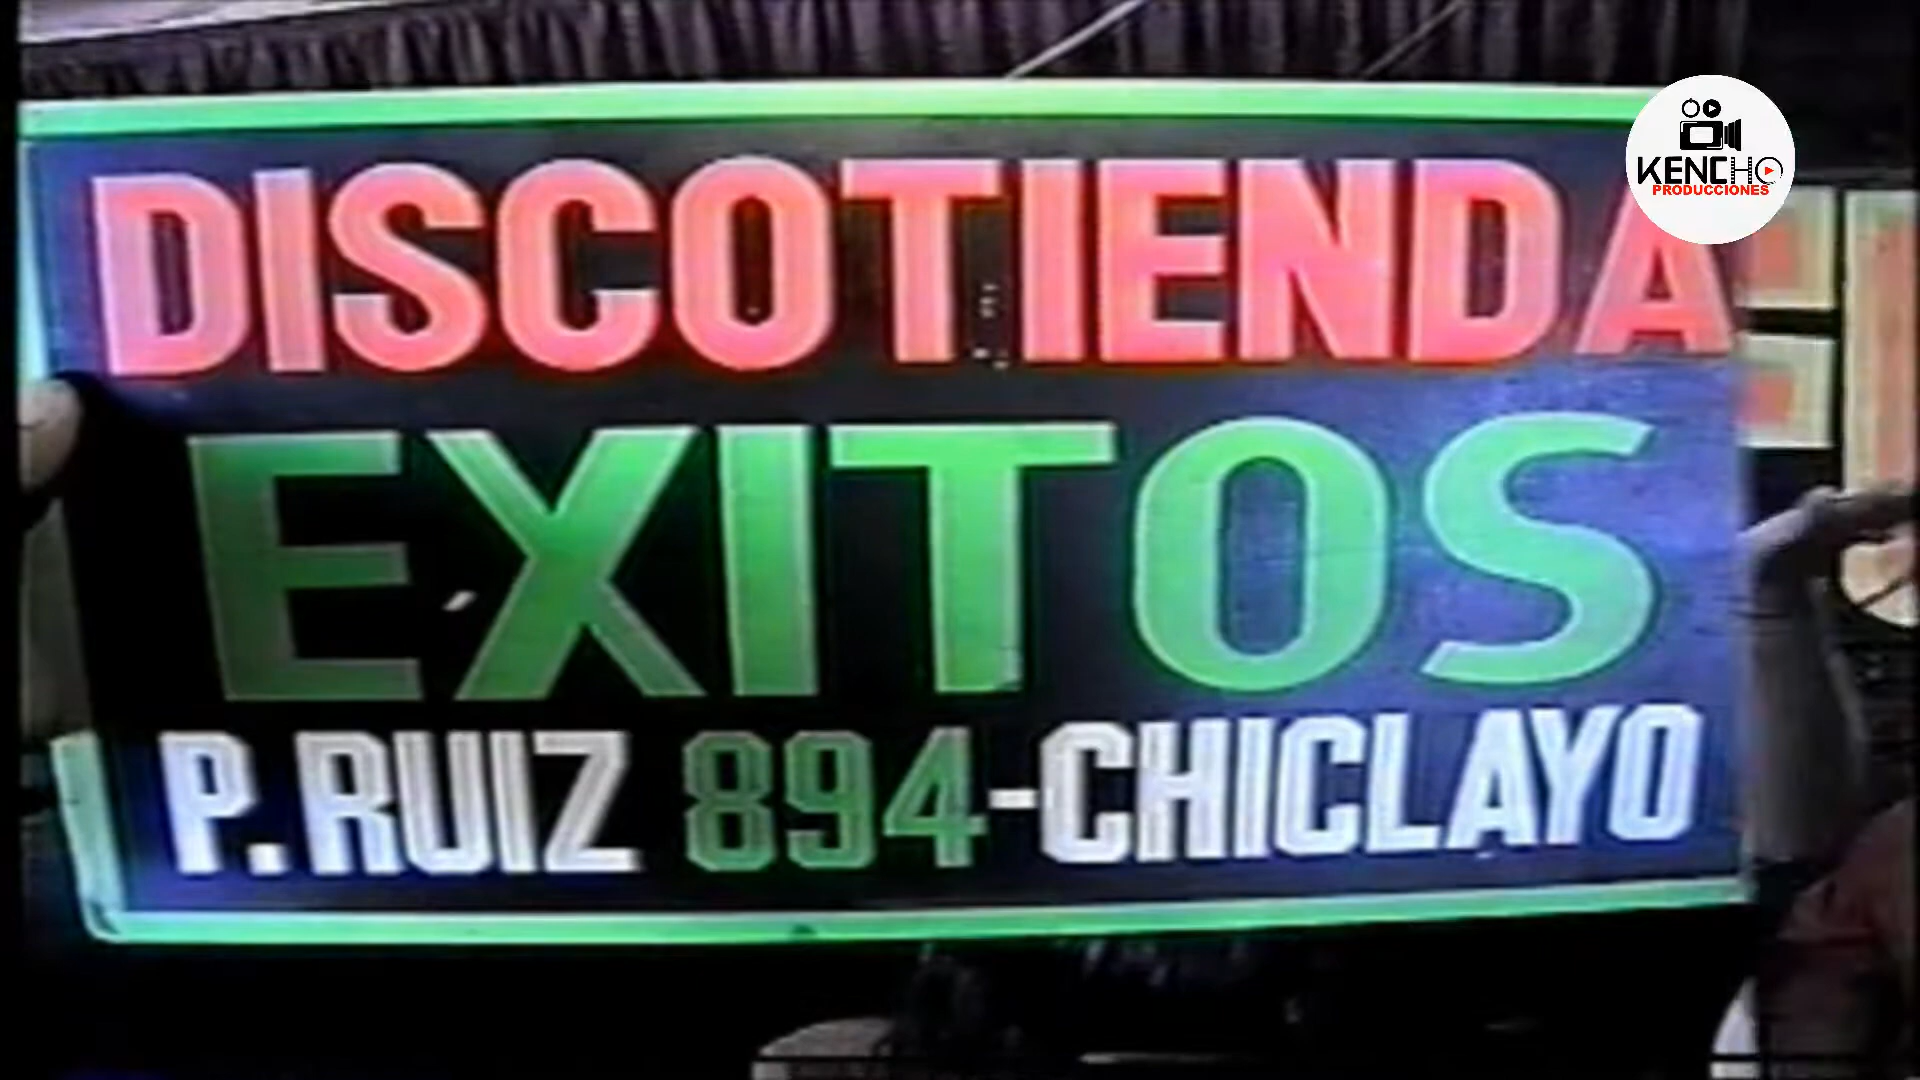 DISCOTIENDA
EXITOS
P. RUIZ 894-CHICLAYO
KENCHO
PRODUCCIONES